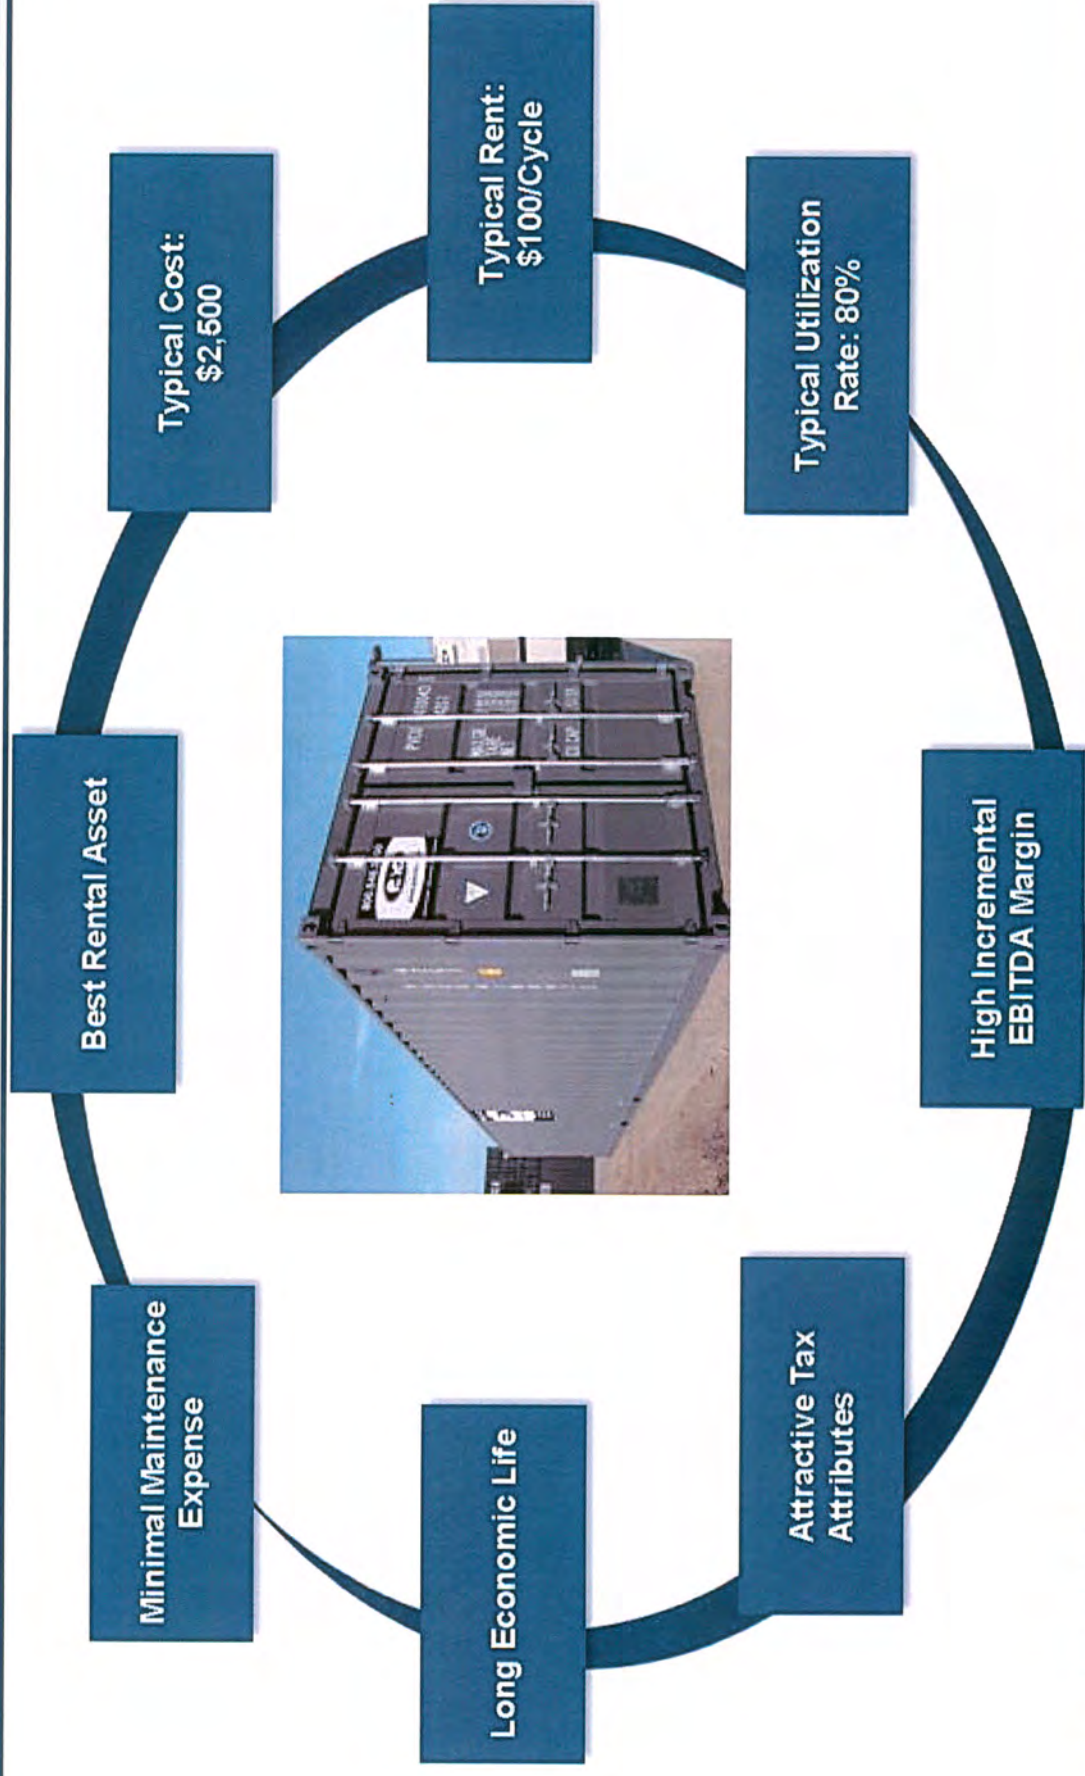 Best Rental Asset
Typical Cost:
$2,500
Typical Rent:
$100/Cycle
Typical Utilization
Rate: 80%
High Incremental
EBITDA Margin
Attractive Tax
Attributes
Long Economic Life
Minimal Maintenance
Expense